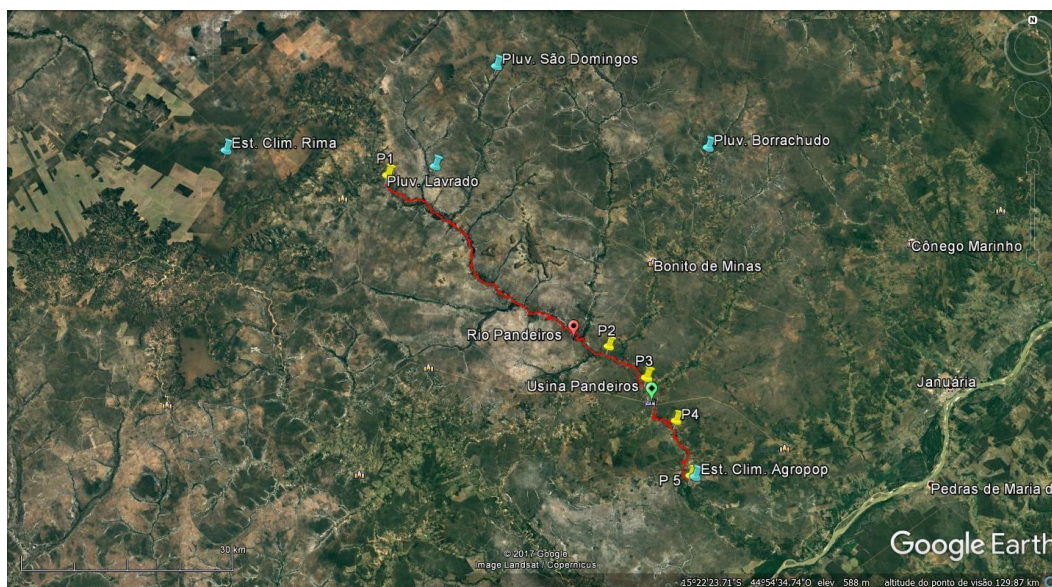 N
Pluv. São Domingos
Est. Clim. Rima
Pluv. Borrachudo
P1
Pluv. Lavrado
Cônego Marinho
Bonito de Minas
Rio Pandeiros
P2
P3
Usina Pandeiros
Januária
P4
Est. Clim. Agropop
P 5
Pedras de Maria d
30 km
© 2017 Google
Image Landsat / Copernicus
Google Earth
15°22'23.71"S 44°54'34.74"O elev 588 m altitude do ponto de visão 129.87 km